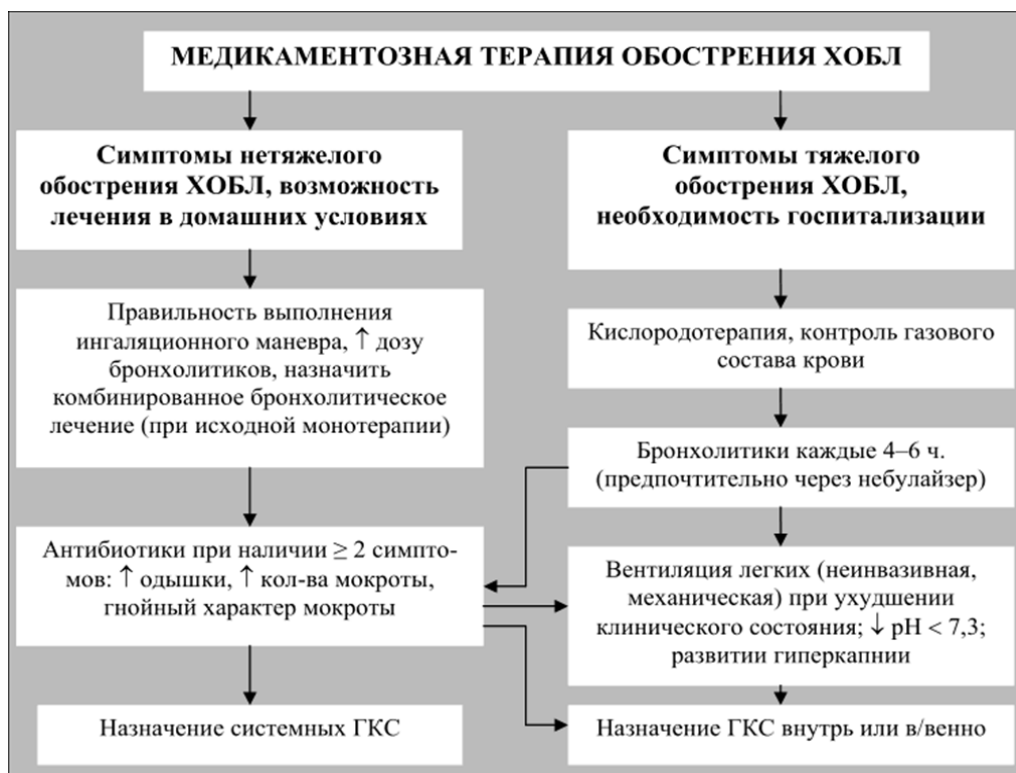 МЕДИКАМЕНТОЗНАЯ ТЕРАПИЯ ОБОСТРЕНИЯ ХОБЛ
Симптомы нетяжелого
обострения ХОБЛ, возможность
лечения в домашних условиях
Правильность выполнения
ингаляционного маневра, ↑ дозу
бронхолитиков, назначить
комбинированное бронхолитическое
лечение (при исходной монотерапии)
Антибиотики при наличии ≥ 2 симпто-
мов: ↑ одышки, ↑ кол-ва мокроты,
гнойный характер мокроты
Назначение системных ГКС
Симптомы тяжелого
обострения ХОБЛ,
необходимость госпитализации
Кислородотерапия, контроль газового
состава крови
Бронхолитики каждые 4–6 ч.
(предпочтительно через небулайзер)
Вентиляция легких (неинвазивная,
механическая) при ухудшении
клинического состояния; ↓ pH < 7,3;
развитии гиперкапнии
Назначение ГКС внутрь или в/венно